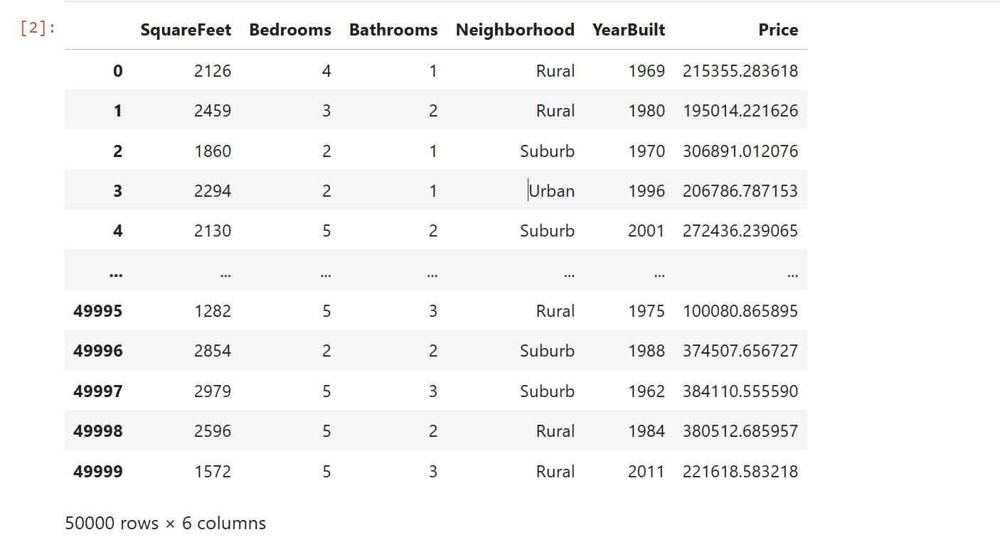 [2]: SquareFeet Bedrooms Bathrooms Neighborhood YearBuilt Price
0 2126 4 1 Rural 1969 215355.283618
1 2459 3 2 Rural 1980 195014.221626
2 1860 2 1 Suburb 1970 306891.012076
3 2294 2 1 Urban 1996 206786.787153
4 2130 5 2 Suburb 2001 272436.239065
... ... ... ... ... ... ...
49995 1282 5 3 Rural 1975 100080.865895
49996 2854 2 2 Suburb 1988 374507.656727
49997 2979 5 3 Suburb 1962 384110.555590
49998 2596 5 2 Rural 1984 380512.685957
49999 1572 5 3 Rural 2011 221618.583218
50000 rows × 6 columns